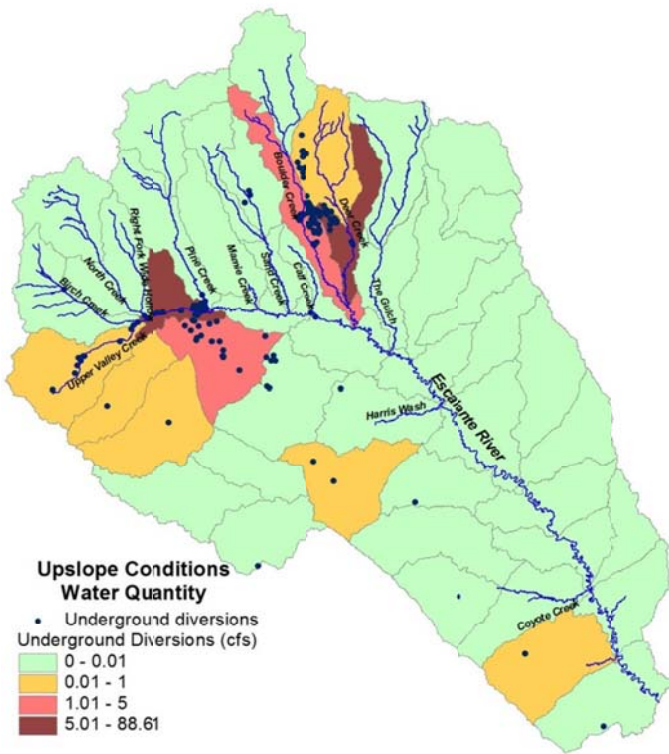 Boulder Creek
Deer Creek
Right Fork
North Creek
Birch Creek
Pine Creek
Mamie Creek
Sand Creek
Calf Creek
The Gulch
Upper Valley Creek
Escalante River
Harris Wash
Coyote Creek
Upslope Conditions
Water Quantity
Underground diversions
Underground Diversions (cfs)
0 - 0.01
0.01 - 1
1.01 - 5
5.01 - 88.61